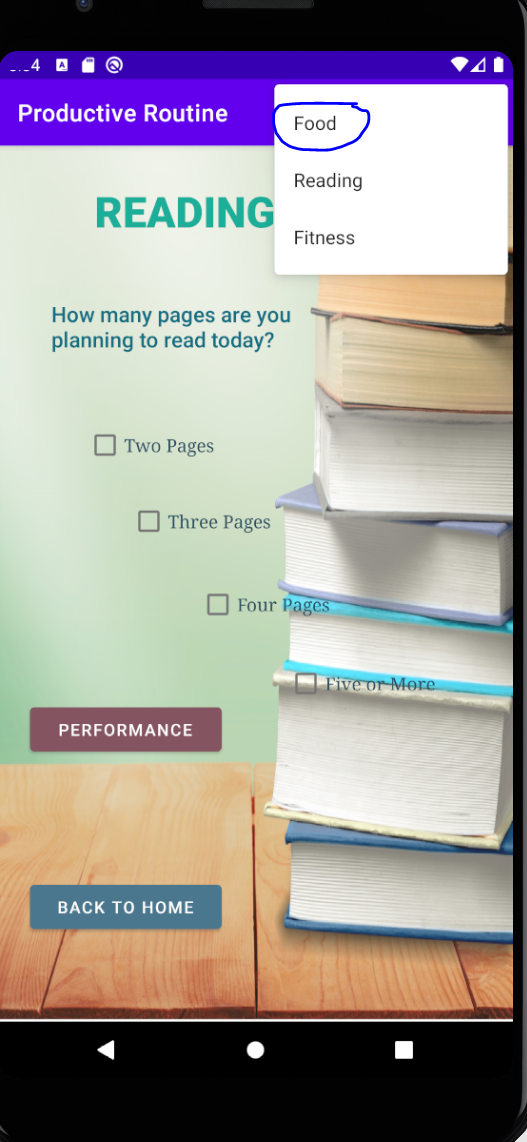 Productive Routine
Food
Reading
Fitness
READING
How many pages are you
planning to read today?
Two Pages
Three Pages
Four Pages
Five or More
PERFORMANCE
BACK TO HOME